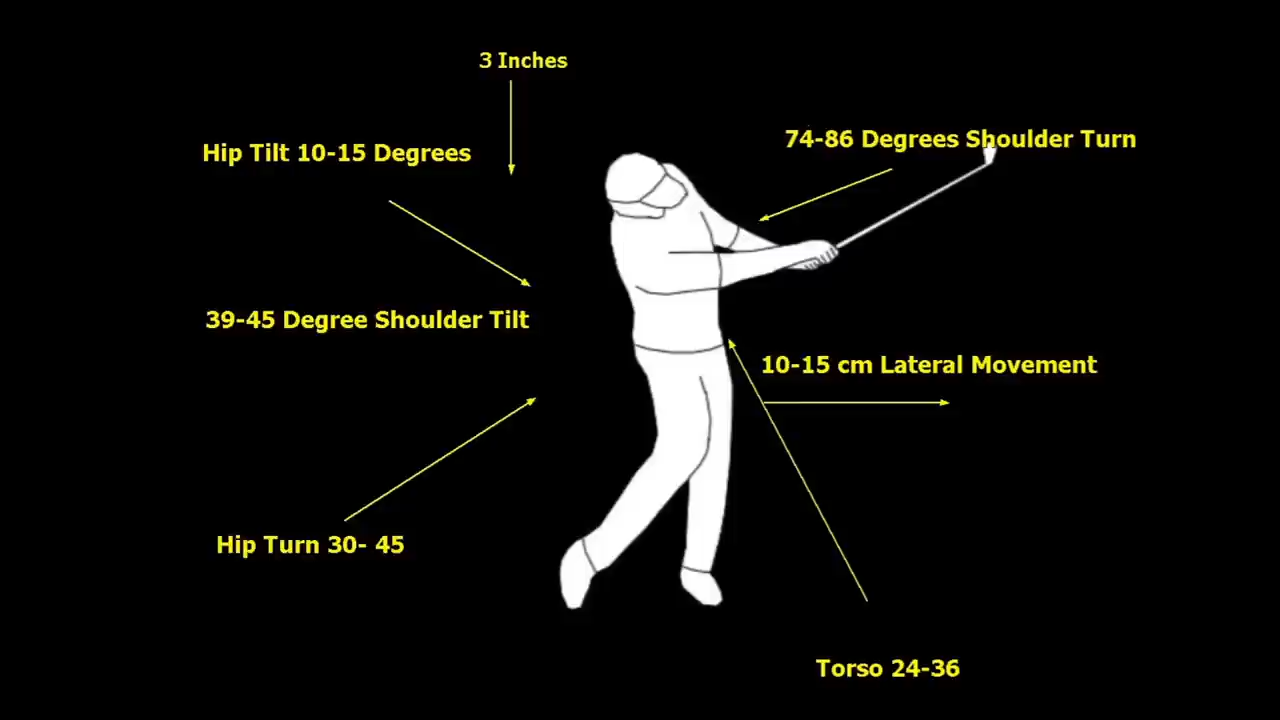 3 Inches
74-86 Degrees Shoulder Turn
Hip Tilt 10-15 Degrees
39-45 Degree Shoulder Tilt
10-15 cm Lateral Movement
Hip Turn 30- 45
Torso 24-36